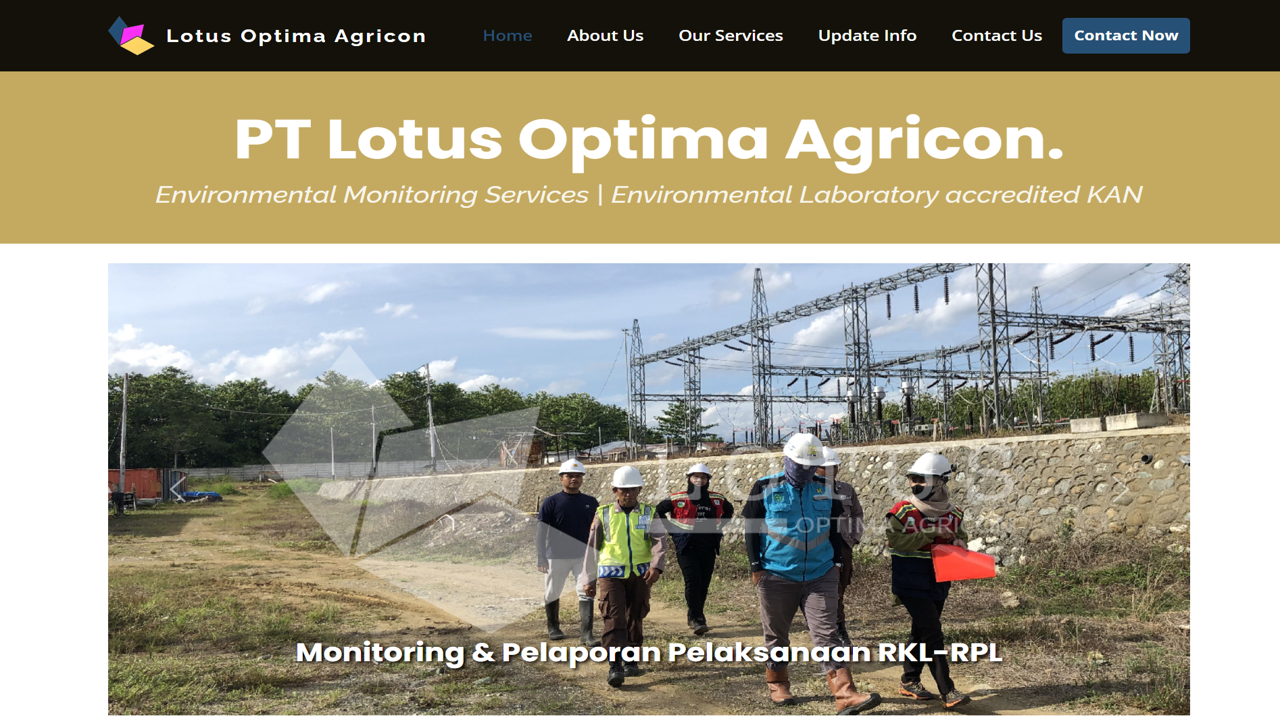 Lotus Optima Agricon
Home
About Us
Our Services
Update Info
Contact Us
Contact Now
PT Lotus Optima Agricon.
Environmental Monitoring Services | Environmental Laboratory accredited KAN
LOTUS
OPTIMA AGRICON
Monitoring & Pelaporan Pelaksanaan RKL-RPL